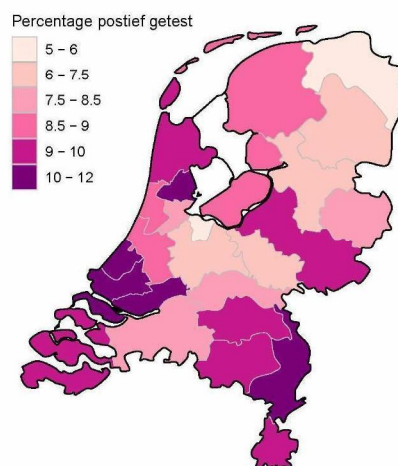 Percentage postief getest
5 – 6
6 – 7.5
7.5 – 8.5
8.5 – 9
9 – 10
10 – 12